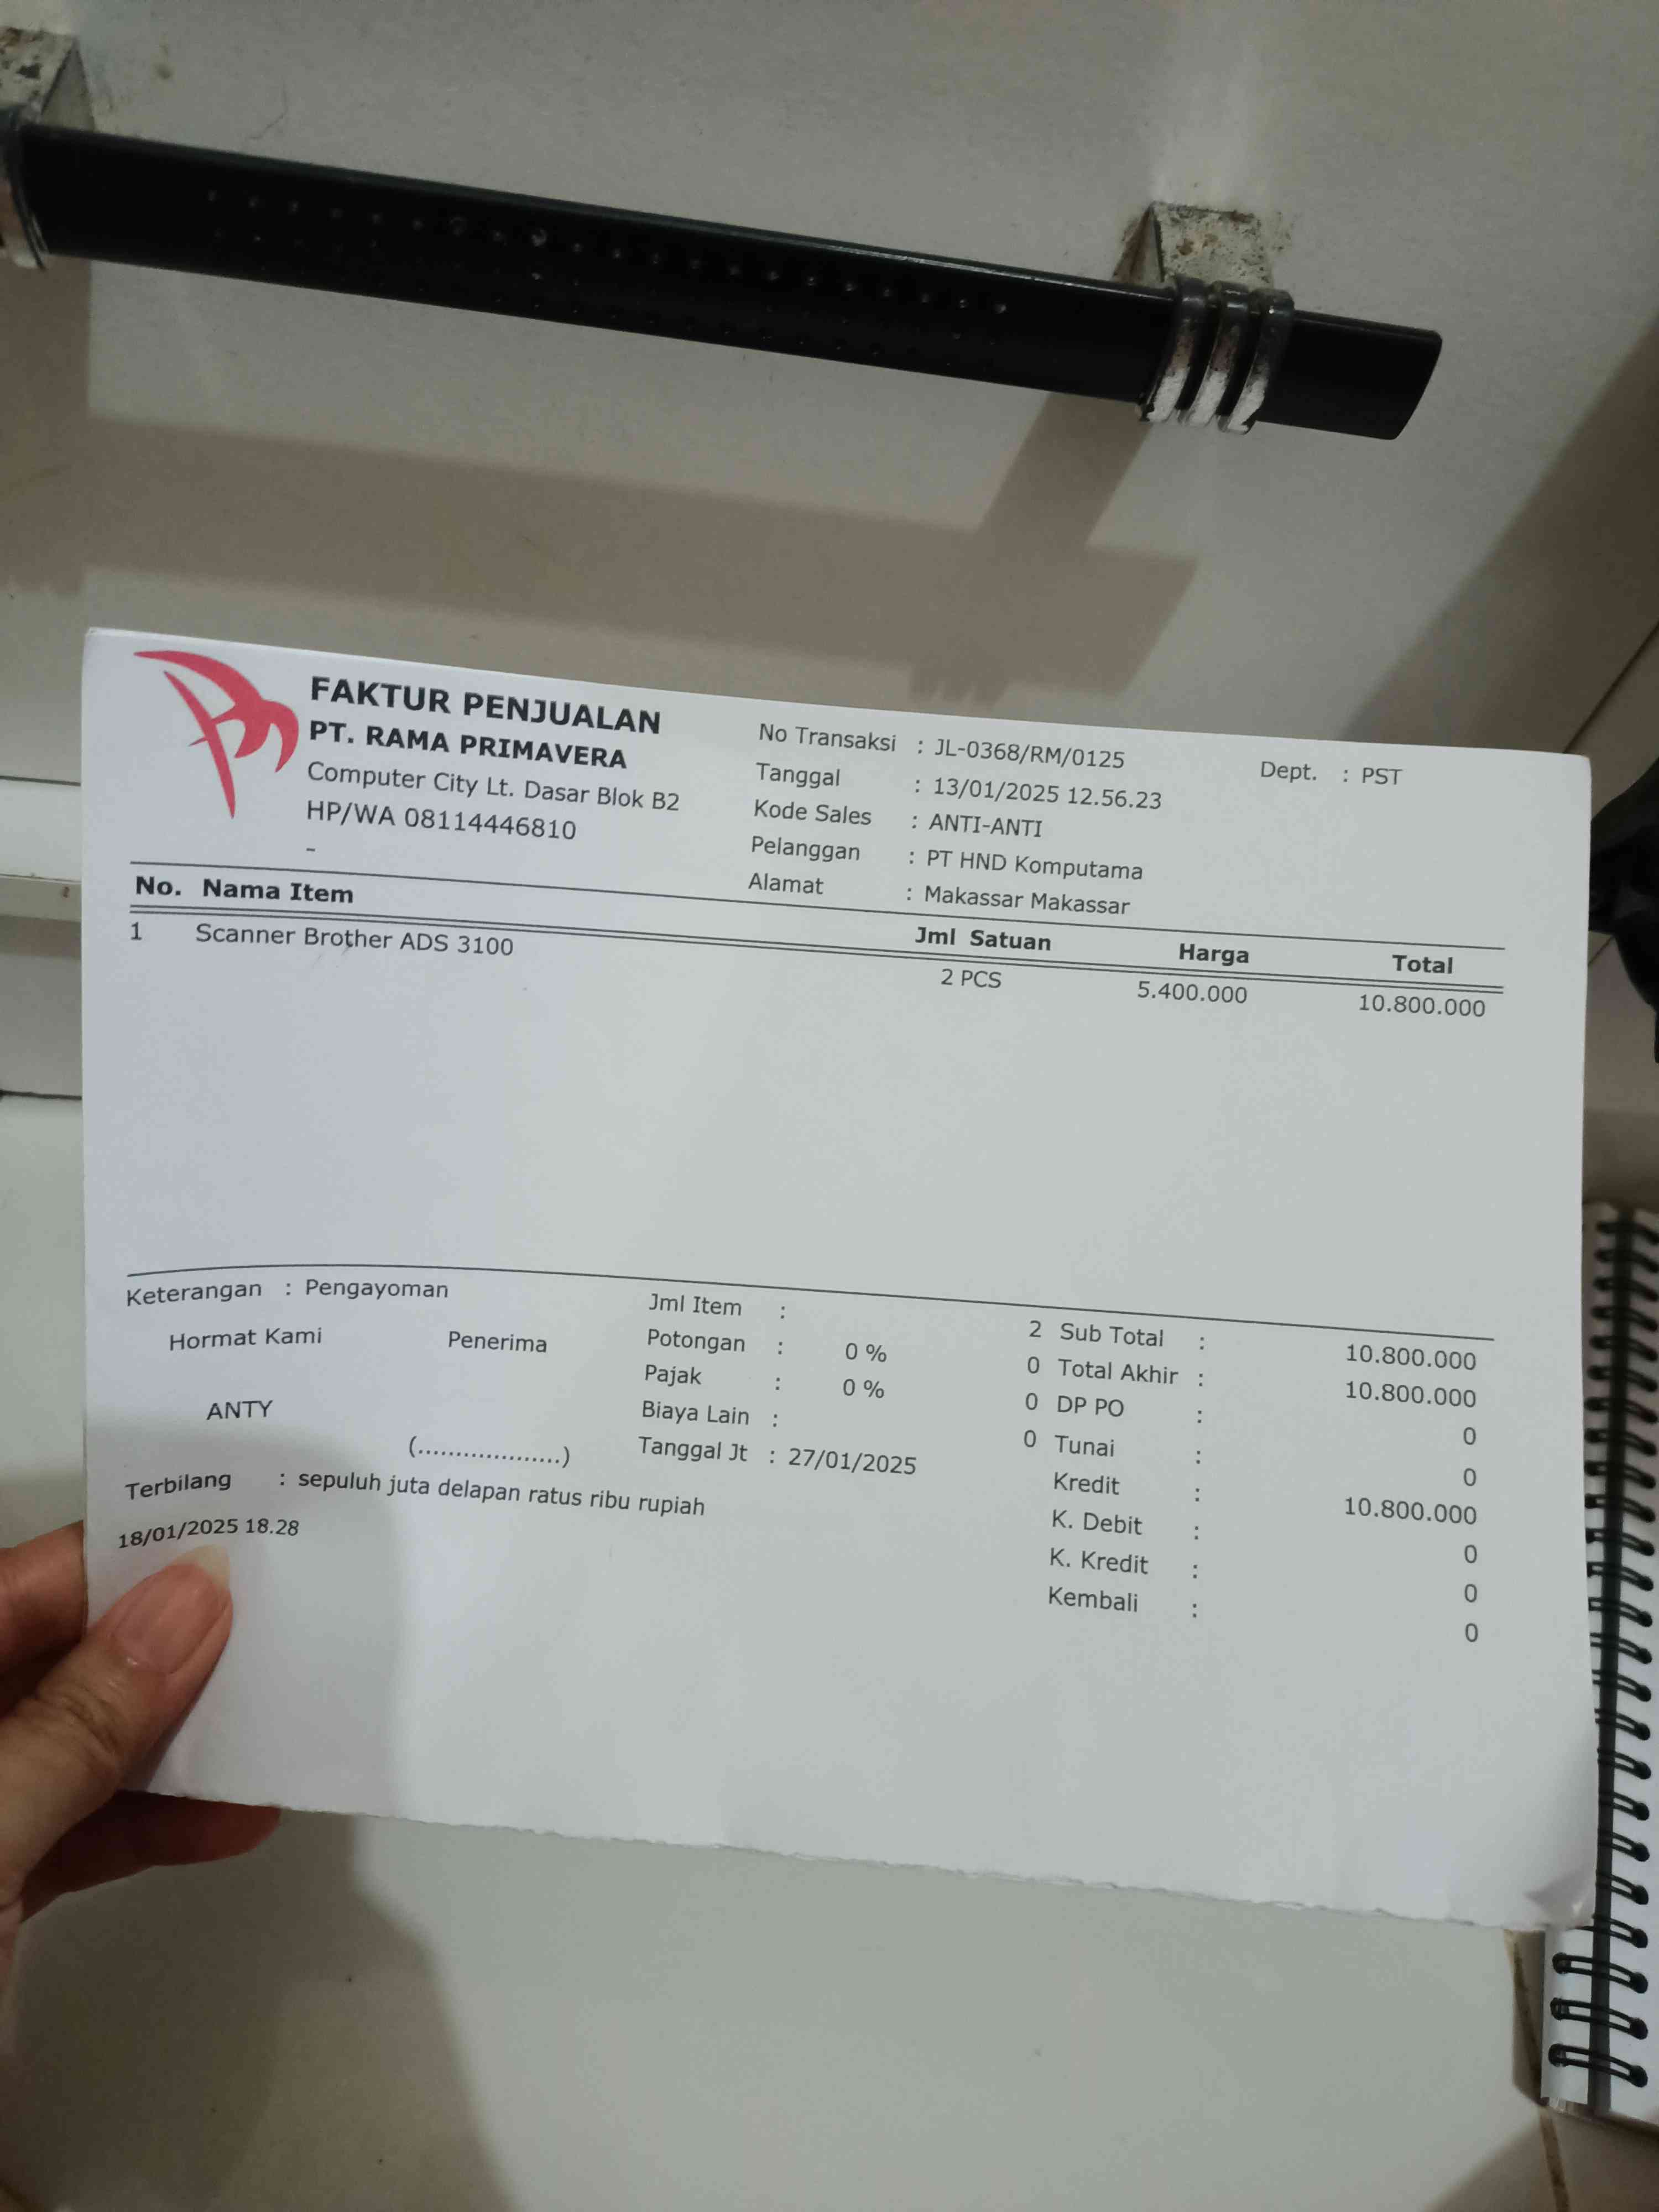 FAKTUR PENJUALAN
PT. RAMA PRIMAVERA
Computer City Lt. Dasar Blok B2
HP/WA 08114446810
-
No Transaksi : JL-0368/RM/0125
Dept. : PST
Tanggal : 13/01/2025 12.56.23
Kode Sales : ANTI-ANTI
Pelanggan : PT HND Komputama
Alamat : Makassar Makassar
No. Nama Item Jml Satuan Harga Total
1 Scanner Brother ADS 3100 2 PCS 5.400.000 10.800.000
Keterangan : Pengayoman
Hormat Kami Penerima
ANTY
(...................)
Jml Item : 2
Potongan : 0 % 0
Pajak : 0 % 0
Biaya Lain : 0
Tanggal Jt : 27/01/2025
Sub Total : 10.800.000
Total Akhir : 10.800.000
DP PO : 0
Tunai : 0
Kredit : 10.800.000
K. Debit : 0
K. Kredit : 0
Kembali : 0
Terbilang : sepuluh juta delapan ratus ribu rupiah
18/01/2025 18.28